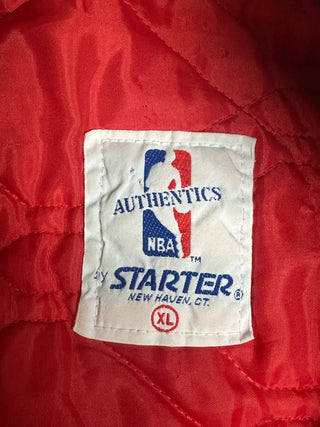 AUTHENTICS
NBA
TM
by STARTER ®
NEW HAVEN, CT.
XL